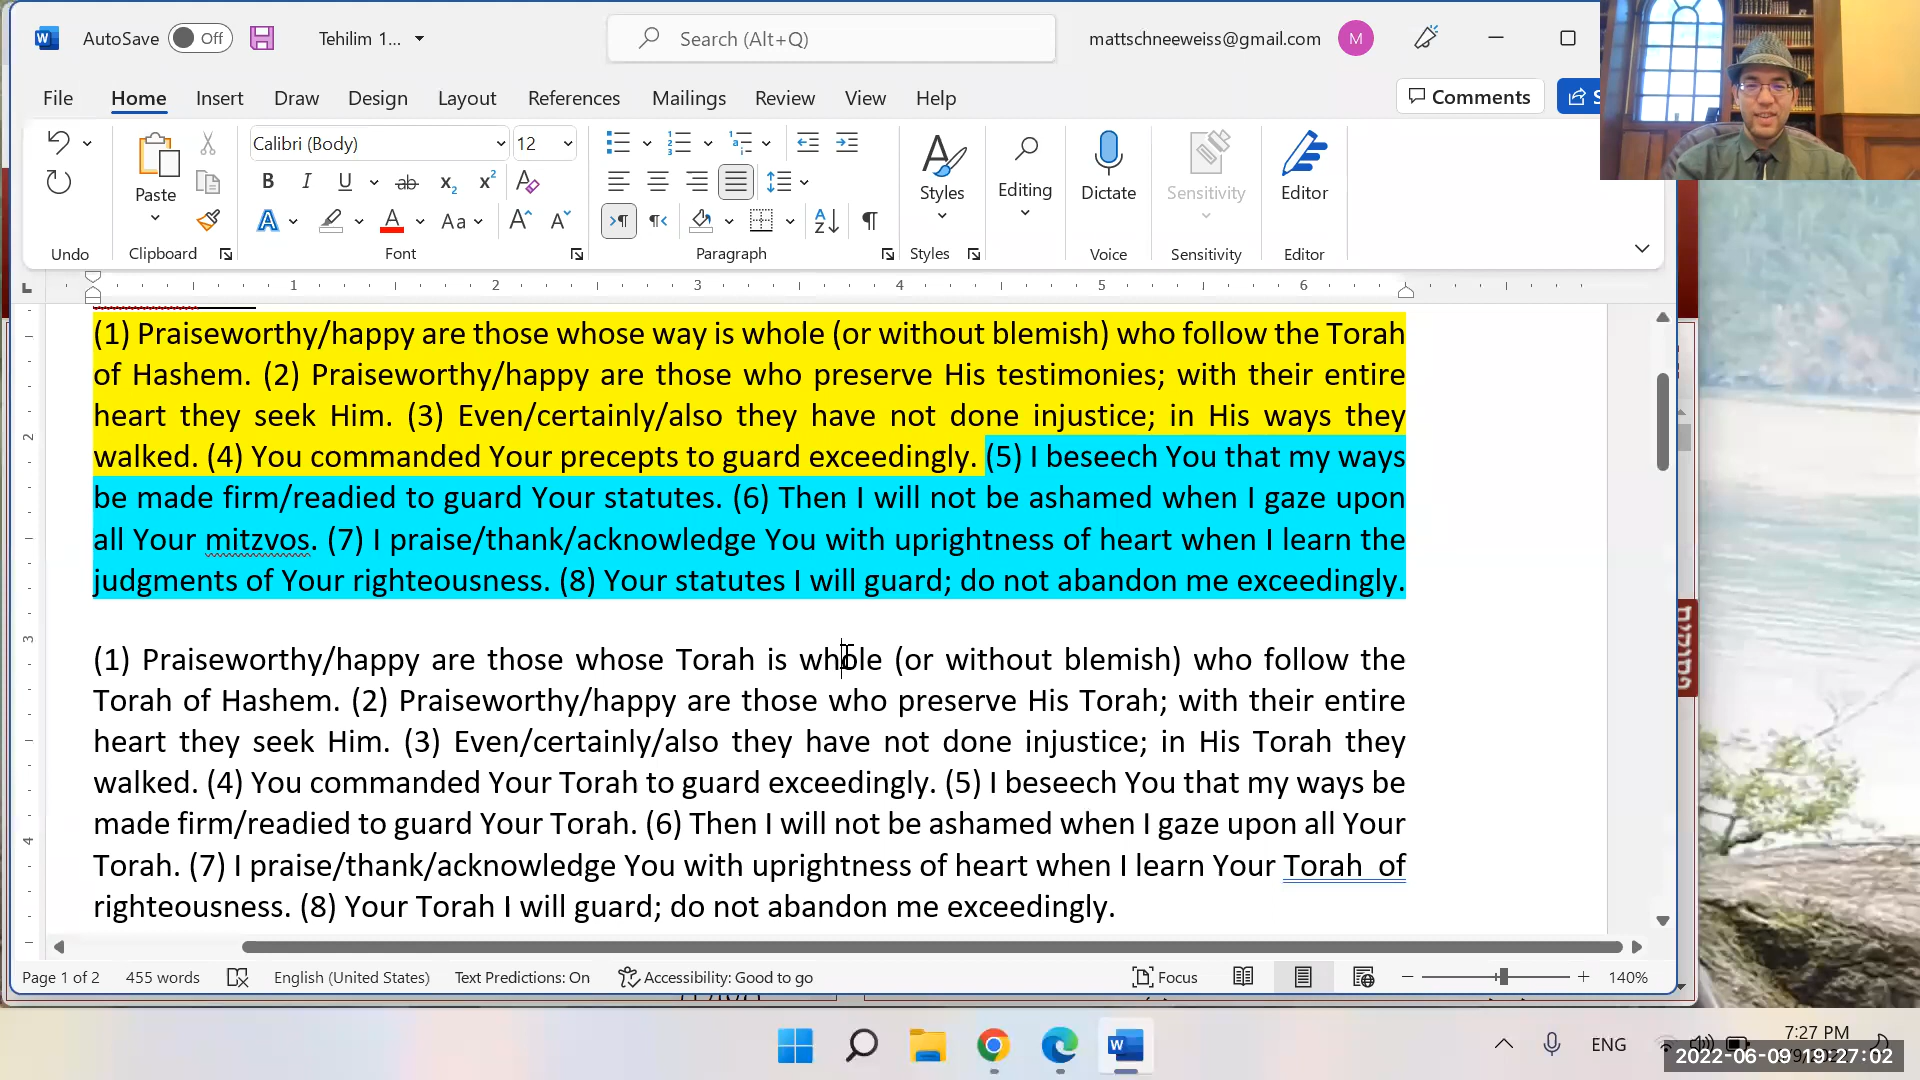 AutoSave Off Tehilim 1... Search (Alt+Q) mattschneeweiss@gmail.com M
File Home Insert Draw Design Layout References Mailings Review View Help Comments S
Calibri (Body) 12
Paste Styles Editing Dictate Sensitivity Editor
Undo Clipboard Font Paragraph Styles Voice Sensitivity Editor
1 2 3 4 5 6
(1) Praiseworthy/happy are those whose way is whole (or without blemish) who follow the Torah
of Hashem. (2) Praiseworthy/happy are those who preserve His testimonies; with their entire
heart they seek Him. (3) Even/certainly/also they have not done injustice; in His ways they
walked. (4) You commanded Your precepts to guard exceedingly. (5) I beseech You that my ways
be made firm/readied to guard Your statutes. (6) Then I will not be ashamed when I gaze upon
all Your mitzvos. (7) I praise/thank/acknowledge You with uprightness of heart when I learn the
judgments of Your righteousness. (8) Your statutes I will guard; do not abandon me exceedingly.
(1) Praiseworthy/happy are those whose Torah is whole (or without blemish) who follow the
Torah of Hashem. (2) Praiseworthy/happy are those who preserve His Torah; with their entire
heart they seek Him. (3) Even/certainly/also they have not done injustice; in His Torah they
walked. (4) You commanded Your Torah to guard exceedingly. (5) I beseech You that my ways be
made firm/readied to guard Your Torah. (6) Then I will not be ashamed when I gaze upon all Your
Torah. (7) I praise/thank/acknowledge You with uprightness of heart when I learn Your Torah of
righteousness. (8) Your Torah I will guard; do not abandon me exceedingly.
Page 1 of 2 455 words English (United States) Text Predictions: On Accessibility: Good to go Focus 140%
ENG 7:27 PM
2022-06-09 19:27:02